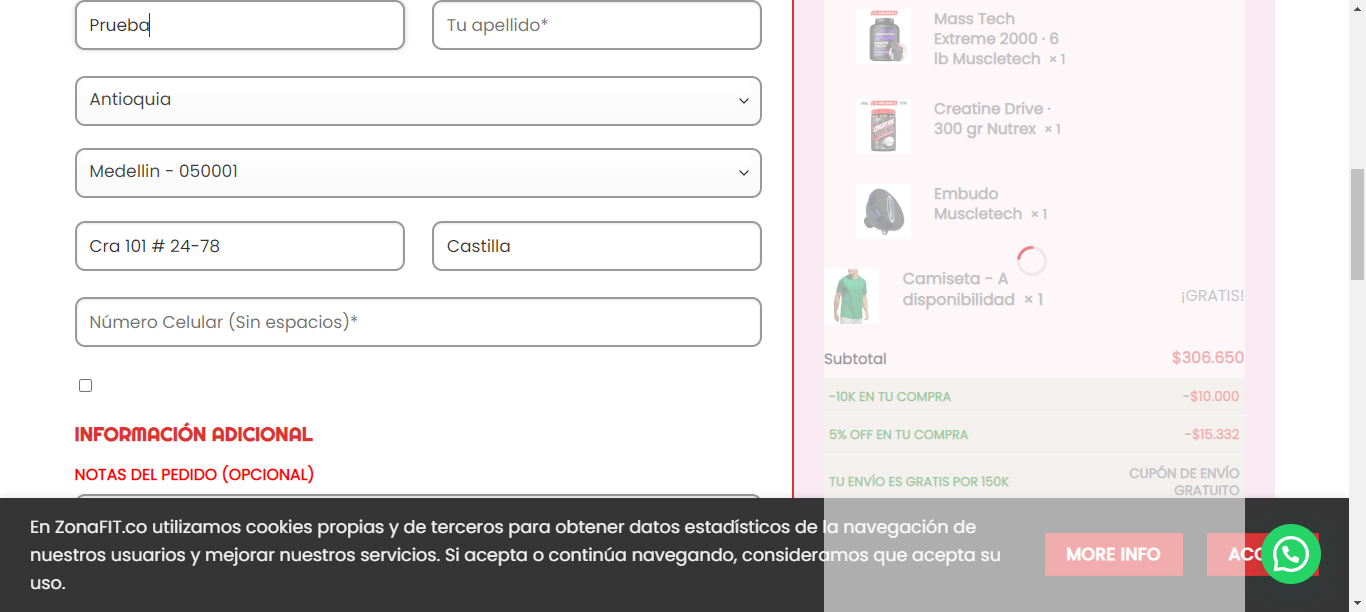 Prueba
Tu apellido*
Antioquia
Medellin - 050001
Cra 101 # 24-78
Castilla
Número Celular (Sin espacios)*
INFORMACIÓN ADICIONAL
NOTAS DEL PEDIDO (OPCIONAL)
Mass Tech
Extreme 2000 · 6
lb Muscletech × 1
Creatine Drive ·
300 gr Nutrex × 1
Embudo
Muscletech × 1
Camiseta - A
disponibilidad × 1
¡GRATIS!
Subtotal $306.650
-10K EN TU COMPRA -$10.000
5% OFF EN TU COMPRA -$15.332
TU ENVÍO ES GRATIS POR 150K
CUPÓN DE ENVÍO
GRATUITO
En ZonaFIT.co utilizamos cookies propias y de terceros para obtener datos estadísticos de la navegación de
nuestros usuarios y mejorar nuestros servicios. Si acepta o continúa navegando, consideramos que acepta su
uso.
MORE INFO